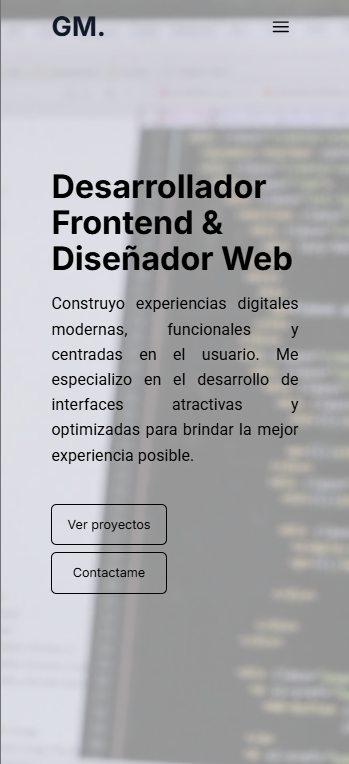 GM.
Desarrollador
Frontend &
Diseñador Web
Construyo experiencias digitales
modernas, funcionales y
centradas en el usuario. Me
especializo en el desarrollo de
interfaces atractivas y
optimizadas para brindar la mejor
experiencia posible.
Ver proyectos
Contactame